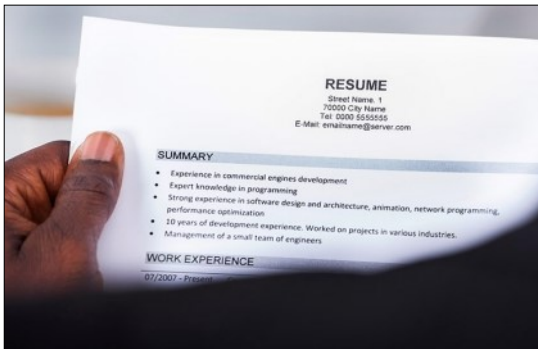 RESUME
Street Name. 1
70000 City Name
Tel: 0800 5555555
E-Mail: emailname@server.com
SUMMARY
• Experience in commercial engines development
• Expert knowledge in programming
• Strong experience in software design and architecture, animation, network programming,
performance optimization
• 10 years of development experience. Worked on projects in various industries.
• Management of a small team of engineers
WORK EXPERIENCE
07/2007 - Present